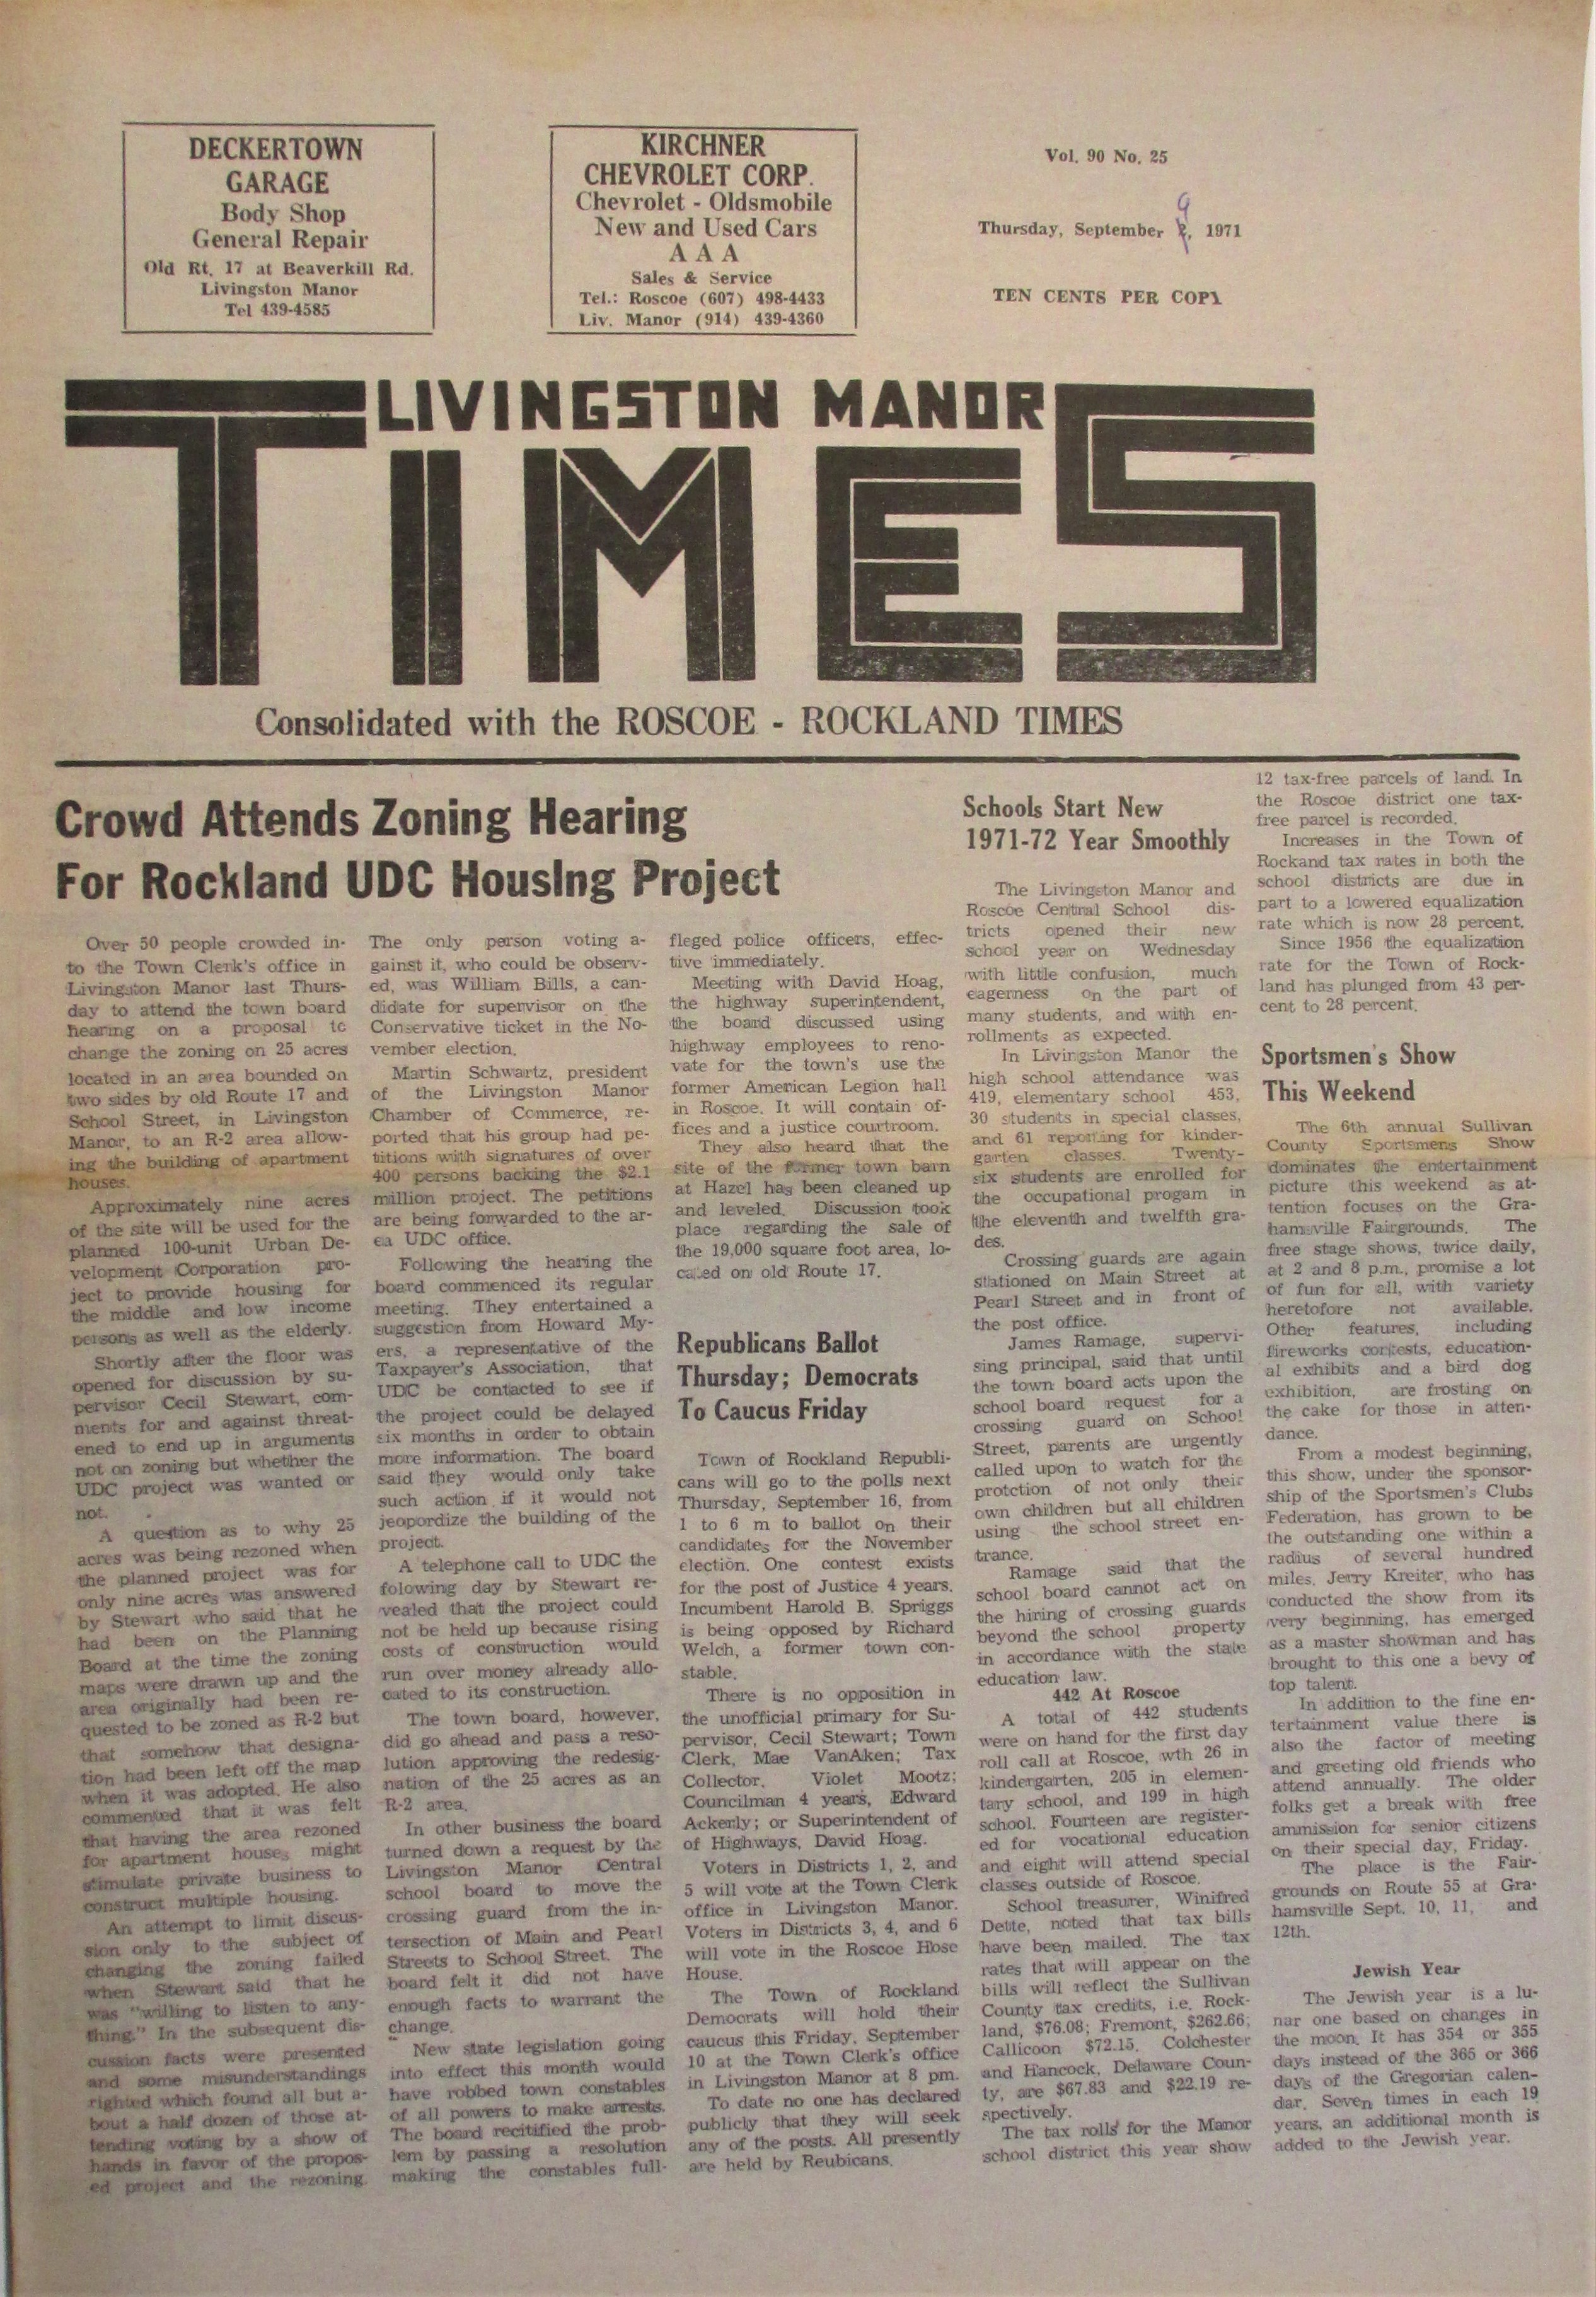 DECKERTOWN
GARAGE
Body Shop
General Repair
Old Rt. 17 at Beaverkill Rd.
Livingston Manor
Tel 439-4585
KIRCHNER
CHEVROLET CORP.
Chevrolet - Oldsmobile
New and Used Cars
A A A
Sales & Service
Tel.: Roscoe (607) 498-4433
Liv. Manor (914) 439-4360
Vol. 90 No. 25
9
Thursday, September 2, 1971
TEN CENTS PER COPY
LIVINGSTON MANOR
TIMES
Consolidated with the ROSCOE - ROCKLAND TIMES
Crowd Attends Zoning Hearing
For Rockland UDC HousIng Project
Over 50 people crowded in-
to the Town Clerk's office in
Livingston Manor last Thurs-
day to attend the town board
hearing on a proposal to
change the zoning on 25 acres
located in an area bounded on
two sides by old Route 17 and
School Street, in Livingston
Manor, to an R-2 area allow-
ing the building of apartment
houses.
Approximately nine acres
of the site will be used for the
planned 100-unit Urban De-
velopment Corporation pro-
ject to provide housing for
the middle and low income
persons as well as the elderly.
Shortly after the floor was
opened for discussion by su-
pervisor Cecil Stewart, com-
ments for and against threat-
ened to end up in arguments
not on zoning but whether the
UDC project was wanted or
not.
A question as to why 25
acres was being rezoned when
the planned project was for
only nine acres was answered
by Stewart who said that he
had been on the Planning
Board at the time the zoning
maps were drawn up and the
area originally had been re-
quested to be zoned as R-2 but
that somehow that designa-
tion had been left off the map
when it was adopted. He also
commented that it was felt
that having the area rezoned
for apartment houses might
stimulate private business to
construct multiple housing.
An attempt to limit discus-
sion only to the subject of
changing the zoning failed
when Stewart said that he
was "willing to listen to any-
thing." In the subsequent dis-
cussion facts were presented
and some misunderstandings
righted which found all but a-
bout a half dozen of those at-
tending voting by a show of
hands in favor of the propos-
ed project and the rezoning.
The only person voting a-
gainst it, who could be observ-
ed, was William Bills, a can-
didate for supervisor on the
Conservative ticket in the No-
vember election.
Martin Schwartz, president
of the Livingston Manor
Chamber of Commerce, re-
ported that his group had pe-
titions with signatures of over
400 persons backing the $2.1
million project. The petitions
are being forwarded to the ar-
ea UDC office.
Following the hearing the
board commenced its regular
meeting. They entertained a
suggestion from Howard My-
ers, a representative of the
Taxpayer's Association, that
UDC be contacted to see if
the project could be delayed
six months in order to obtain
more information. The board
said they would only take
such action if it would not
jeopordize the building of the
project.
A telephone call to UDC the
folowing day by Stewart re-
vealed that the project could
not be held up because rising
costs of construction would
run over money already allo-
cated to its construction.
The town board, however,
did go ahead and pass a reso-
lution approving the redesig-
nation of the 25 acres as an
R-2 area.
In other business the board
turned down a request by the
Livingston Manor Central
school board to move the
crossing guard from the in-
tersection of Main and Pearl
Streets to School Street. The
board felt it did not have
enough facts to warrant the
change.
New state legislation going
into effect this month would
have robbed town constables
of all powers to make arrests.
The board recitified the prob-
lem by passing a resolution
making the constables full-
fleged police officers, effec-
tive immediately.
Meeting with David Hoag,
the highway superintendent,
the board discussed using
highway employees to reno-
vate for the town's use the
former American Legion hall
in Roscoe. It will contain of-
fices and a justice courtroom.
They also heard that the
site of the former town barn
at Hazel has been cleaned up
and leveled. Discussion took
place regarding the sale of
the 19,000 square foot area, lo-
cated on old Route 17.
Republicans Ballot
Thursday; Democrats
To Caucus Friday
Town of Rockland Republi-
cans will go to the polls next
Thursday, September 16, from
1 to 6 m to ballot on their
candidates for the November
election. One contest exists
for the post of Justice 4 years.
Incumbent Harold B. Spriggs
is being opposed by Richard
Welch, a former town con-
stable.
There is no opposition in
the unofficial primary for Su-
pervisor, Cecil Stewart; Town
Clerk, Mae VanAken; Tax
Collector, Violet Mootz;
Councilman 4 years, Edward
Ackerly; or Superintendent of
of Highways, David Hoag.
Voters in Districts 1, 2, and
5 will vote at the Town Clerk
office in Livingston Manor.
Voters in Districts 3, 4, and 6
will vote in the Roscoe Hose
House.
The Town of Rockland
Democrats will hold their
caucus this Friday, September
10 at the Town Clerk's office
in Livingston Manor at 8 pm.
To date no one has declared
publicly that they will seek
any of the posts. All presently
are held by Reubicans.
Schools Start New
1971-72 Year Smoothly
The Livingston Manor and
Roscoe Central School dis-
tricts opened their new
school year on Wednesday
with little confusion, much
eagerness on the part of
many students, and with en-
rollments as expected.
In Livingston Manor the
high school attendance was
419, elementary school 453,
30 students in special classes,
and 61 reporting for kinder-
garten classes. Twenty-
six students are enrolled for
the occupational progam in
the eleventh and twelfth gra-
des.
Crossing guards are again
stationed on Main Street at
Pearl Street and in front of
the post office.
James Ramage, supervi-
sing principal, said that until
the town board acts upon the
school board request for a
crossing guard on School
Street, parents are urgently
called upon to watch for the
protction of not only their
own children but all children
using the school street en-
trance.
Ramage said that the
school board cannot act on
the hiring of crossing guards
beyond the school property
in accordance with the state
education law.
442 At Roscoe
A total of 442 students
were on hand for the first day
roll call at Roscoe, wth 26 in
kindergarten, 205 in elemen-
tary school, and 199 in high
school. Fourteen are register-
ed for vocational education
and eight will attend special
classes outside of Roscoe.
School treasurer, Winifred
Dette, noted that tax bills
have been mailed. The tax
rates that will appear on the
bills will reflect the Sullivan
County tax credits, i.e. Rock-
land, $76.08; Fremont, $262.66;
Callicoon $72.15. Colchester
and Hancock, Delaware Coun-
ty, are $67.83 and $22.19 re-
spectively.
The tax rolls for the Manor
school district this year show
12 tax-free parcels of land. In
the Roscoe district one tax-
free parcel is recorded.
Increases in the Town of
Rockand tax rates in both the
school districts are due in
part to a lowered equalization
rate which is now 28 percent.
Since 1956 the equalization
rate for the Town of Rock-
land has plunged from 43 per-
cent to 28 percent.
Sportsmen's Show
This Weekend
The 6th annual Sullivan
County Sportsmens Show
dominates the entertainment
picture this weekend as at-
tention focuses on the Gra-
hamsville Fairgrounds. The
free stage shows, twice daily,
at 2 and 8 p.m., promise a lot
of fun for all, with variety
heretofore not available.
Other features, including
fireworks contests, education-
al exhibits and a bird dog
exhibition, are frosting on
the cake for those in atten-
dance.
From a modest beginning,
this show, under the sponsor-
ship of the Sportsmen's Clubs
Federation, has grown to be
the outstanding one within a
radius of several hundred
miles. Jerry Kreiter, who has
conducted the show from its
very beginning, has emerged
as a master showman and has
brought to this one a bevy of
top talent.
In addition to the fine en-
tertainment value there is
also the factor of meeting
and greeting old friends who
attend annually. The older
folks get a break with free
ammission for senior citizens
on their special day, Friday.
The place is the Fair-
grounds on Route 55 at Gra-
hamsville Sept. 10, 11, and
12th.
Jewish Year
The Jewish year is a lu-
nar one based on changes in
the moon. It has 354 or 355
days instead of the 365 or 366
days of the Gregorian calen-
dar. Seven times in each 19
years, an additional month is
added to the Jewish year.